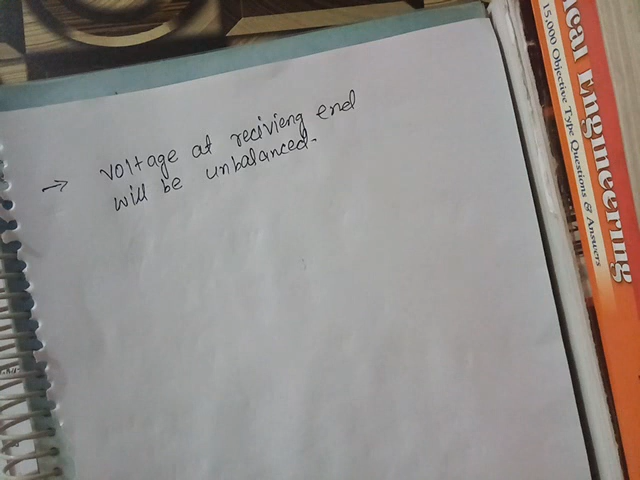 → voltage at recivieng end
will be unbalanced.
ical Engineering
15,000 Objective Type Questions & Answers